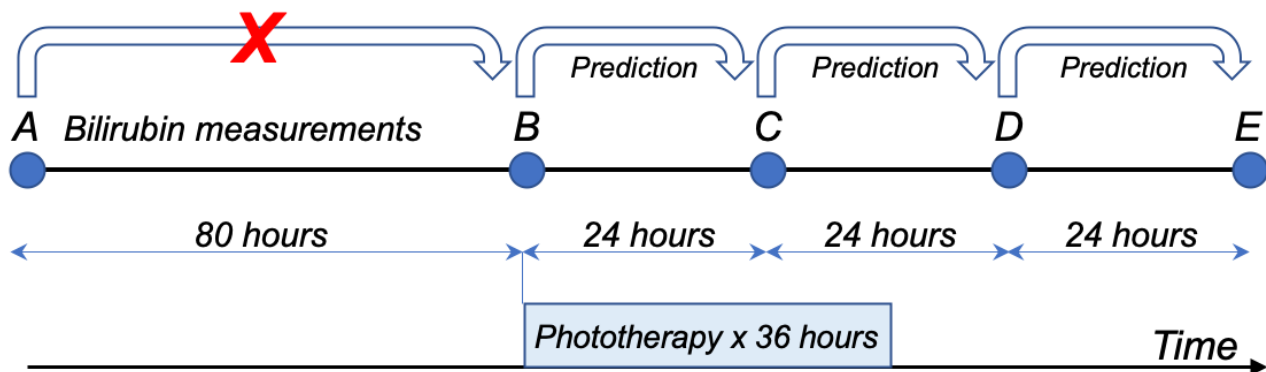 X
Prediction Prediction Prediction
A Bilirubin measurements B C D E
80 hours 24 hours 24 hours 24 hours
Phototherapy x 36 hours
Time